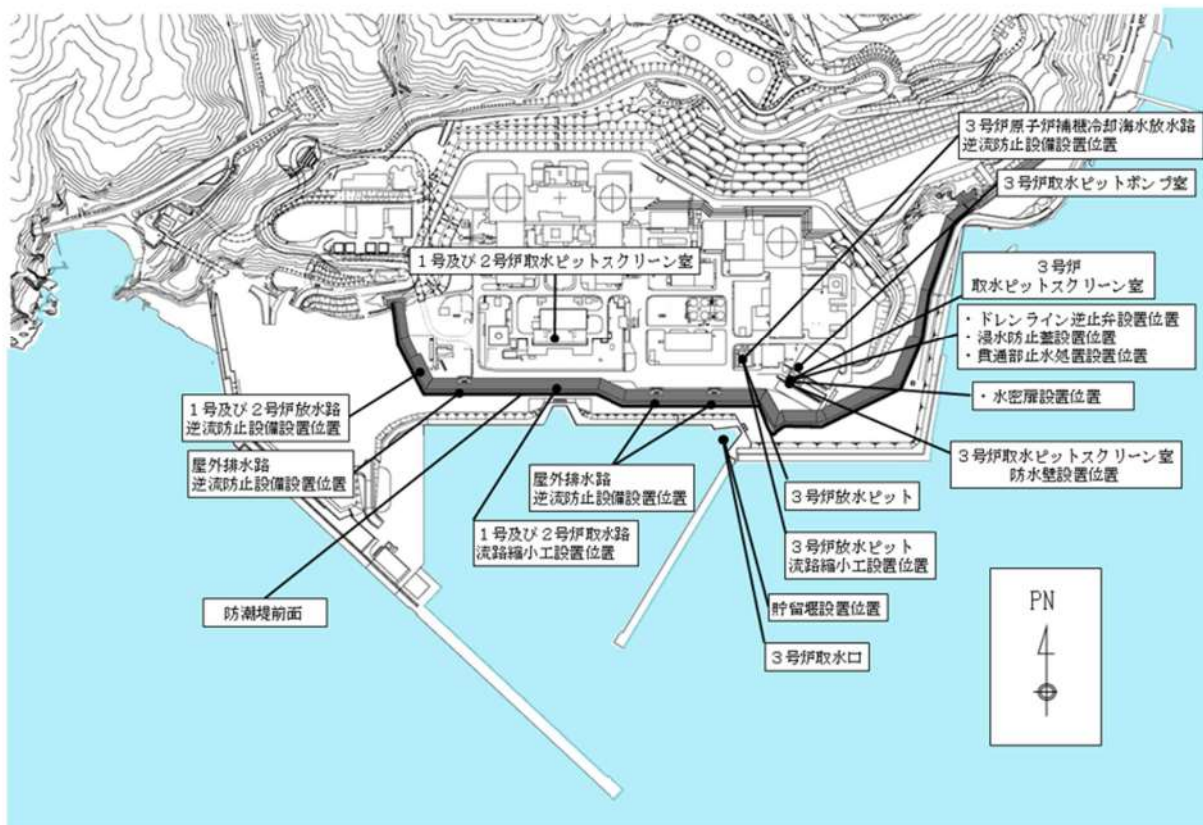 3号炉原子炉補機冷却海水放水路
逆流防止設備設置位置
3号炉取水ピットポンプ室
1号及び2号炉取水ピットスクリーン室
3号炉
取水ピットスクリーン室
・ドレンライン逆止弁設置位置
・浸水防止蓋設置位置
・貫通部止水処置設置位置
・水密扉設置位置
1号及び2号炉放水路
逆流防止設備設置位置
屋外排水路
逆流防止設備設置位置
屋外排水路
逆流防止設備設置位置
3号炉取水ピットスクリーン室
防水壁設置位置
3号炉放水ピット
1号及び2号炉取水路
流路縮小工設置位置
3号炉放水ピット
流路縮小工設置位置
防潮堤前面
貯留堰設置位置
3号炉取水口
PN